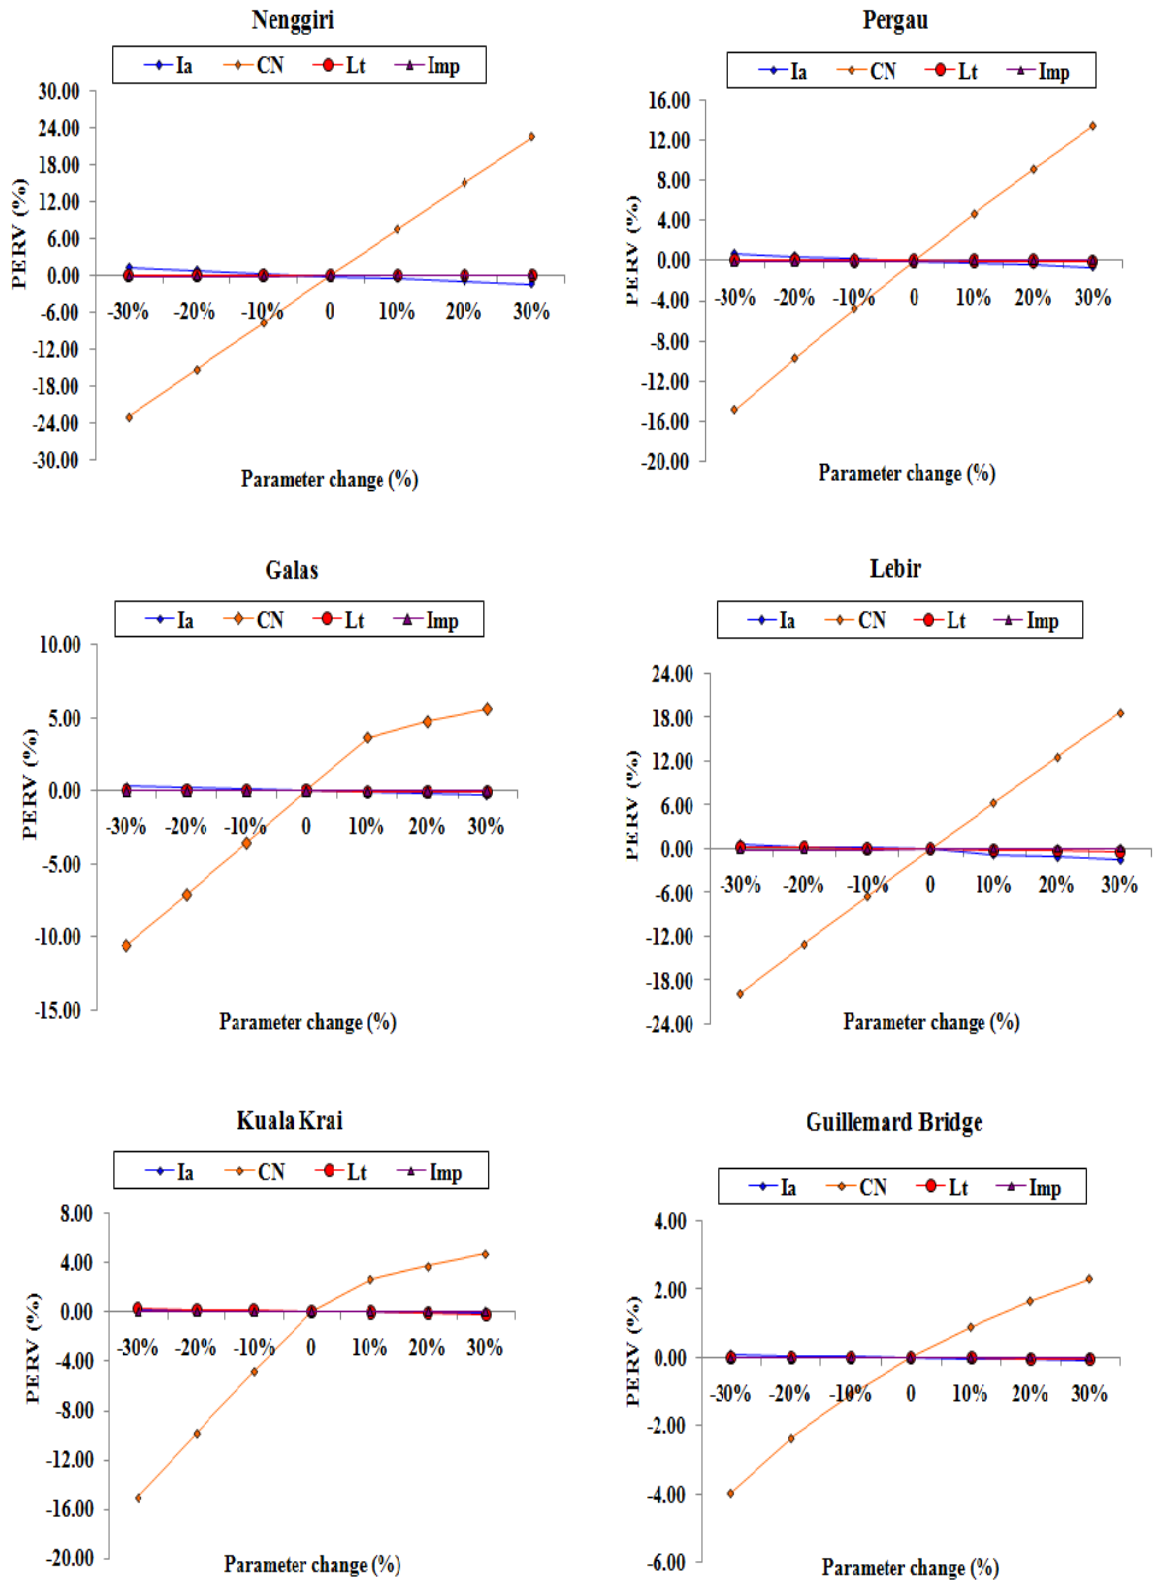 Nenggiri
Ia CN Lt Imp
30.00
24.00
18.00
12.00
6.00
0.00
-6.00
-12.00
-18.00
-24.00
-30.00
PERV (%)
-30% -20% -10% 0 10% 20% 30%
Parameter change (%)
Pergau
Ia CN Lt Imp
16.00
12.00
8.00
4.00
0.00
-4.00
-8.00
-12.00
-16.00
-20.00
PERV (%)
-30% -20% -10% 0 10% 20% 30%
Parameter change (%)
Galas
Ia CN Lt Imp
10.00
5.00
0.00
-5.00
-10.00
-15.00
PERV (%)
-30% -20% -10% 0 10% 20% 30%
Parameter change (%)
Lebir
Ia CN Lt Imp
24.00
18.00
12.00
6.00
0.00
-6.00
-12.00
-18.00
-24.00
PERV (%)
-30% -20% -10% 0 10% 20% 30%
Parameter change (%)
Kuala Krai
Ia CN Lt Imp
8.00
4.00
0.00
-4.00
-8.00
-12.00
-16.00
-20.00
PERV (%)
-30% -20% -10% 0 10% 20% 30%
Parameter change (%)
Guillemard Bridge
Ia CN Lt Imp
4.00
2.00
0.00
-2.00
-4.00
-6.00
PERV (%)
-30% -20% -10% 0 10% 20% 30%
Parameter change (%)